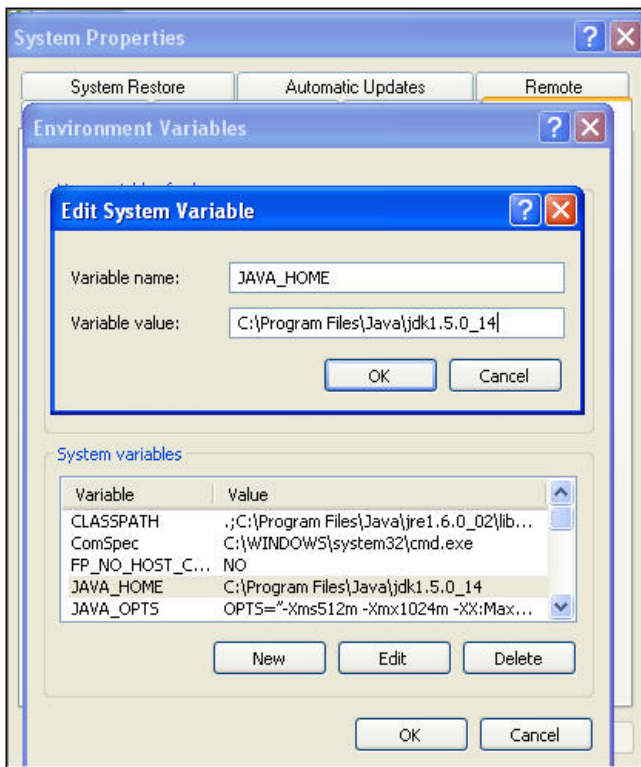 System Properties
System Restore Automatic Updates Remote
Environment Variables
Edit System Variable
Variable name: JAVA_HOME
Variable value: C:\Program Files\Java\jdk1.5.0_14
OK Cancel
System variables
Variable Value
CLASSPATH .;C:\Program Files\Java\jre1.6.0_02\lib...
ComSpec C:\WINDOWS\system32\cmd.exe
FP_NO_HOST_C... NO
JAVA_HOME C:\Program Files\Java\jdk1.5.0_14
JAVA_OPTS OPTS="-Xms512m -Xmx1024m -XX:Max...
New Edit Delete
OK Cancel